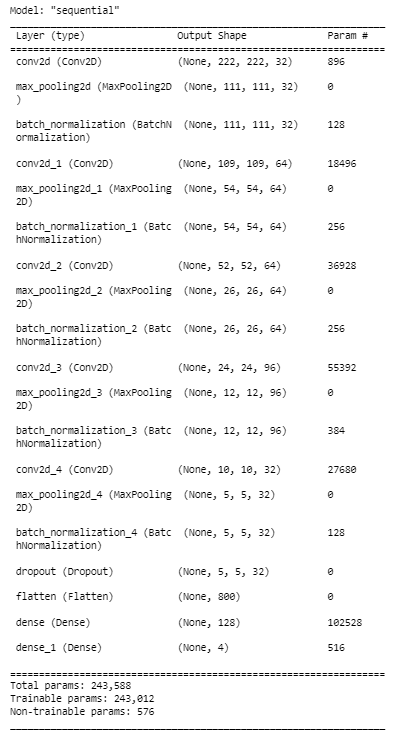 Model: "sequential"
Layer (type) Output Shape Param #
conv2d (Conv2D) (None, 222, 222, 32) 896
max_pooling2d (MaxPooling2D (None, 111, 111, 32) 0
)
batch_normalization (BatchN (None, 111, 111, 32) 128
ormalization)
conv2d_1 (Conv2D) (None, 109, 109, 64) 18496
max_pooling2d_1 (MaxPooling (None, 54, 54, 64) 0
2D)
batch_normalization_1 (Batc (None, 54, 54, 64) 256
hNormalization)
conv2d_2 (Conv2D) (None, 52, 52, 64) 36928
max_pooling2d_2 (MaxPooling (None, 26, 26, 64) 0
2D)
batch_normalization_2 (Batc (None, 26, 26, 64) 256
hNormalization)
conv2d_3 (Conv2D) (None, 24, 24, 96) 55392
max_pooling2d_3 (MaxPooling (None, 12, 12, 96) 0
2D)
batch_normalization_3 (Batc (None, 12, 12, 96) 384
hNormalization)
conv2d_4 (Conv2D) (None, 10, 10, 32) 27680
max_pooling2d_4 (MaxPooling (None, 5, 5, 32) 0
2D)
batch_normalization_4 (Batc (None, 5, 5, 32) 128
hNormalization)
dropout (Dropout) (None, 5, 5, 32) 0
flatten (Flatten) (None, 800) 0
dense (Dense) (None, 128) 102528
dense_1 (Dense) (None, 4) 516
Total params: 243,588
Trainable params: 243,012
Non-trainable params: 576